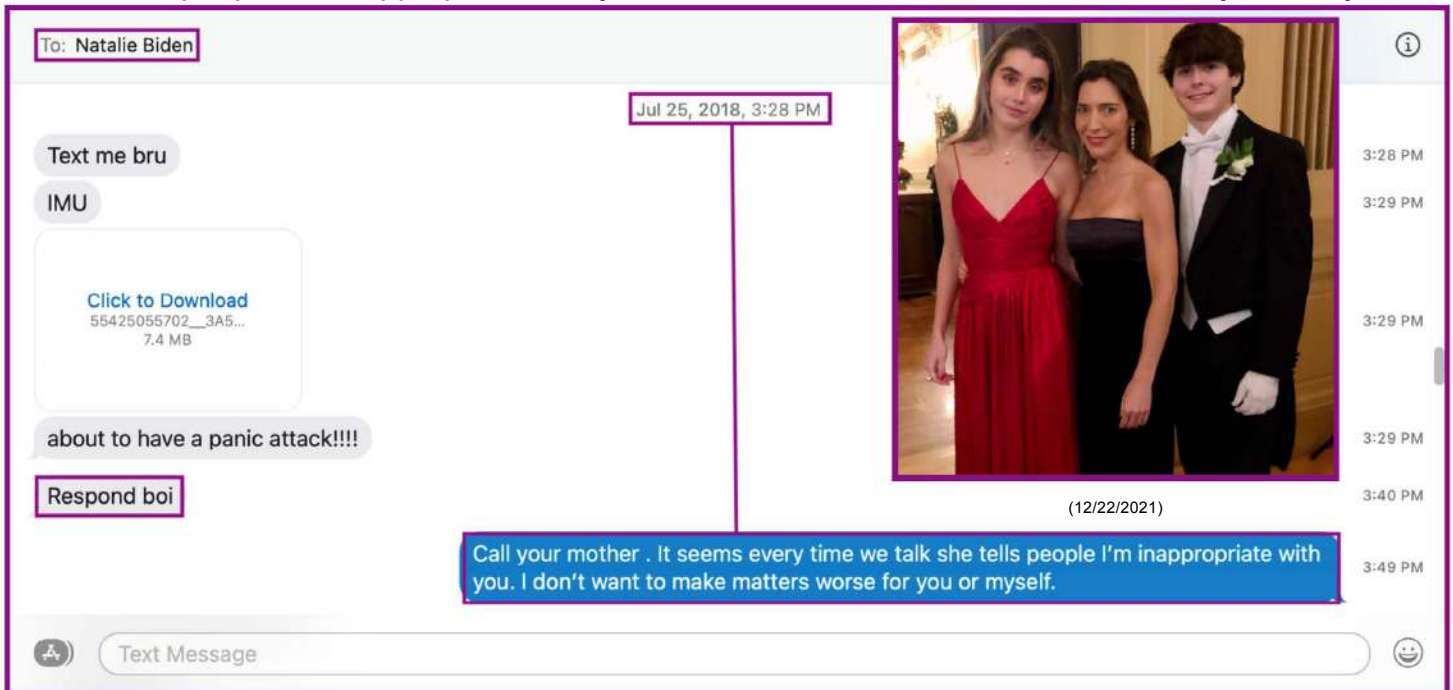 To: Natalie Biden
Jul 25, 2018, 3:28 PM
Text me bru
3:28 PM
IMU
3:29 PM
Click to Download
55425055702__3A5...
7.4 MB
3:29 PM
about to have a panic attack!!!!
3:29 PM
Respond boi
3:40 PM
(12/22/2021)
Call your mother . It seems every time we talk she tells people I'm inappropriate with
you. I don't want to make matters worse for you or myself.
3:49 PM
Text Message